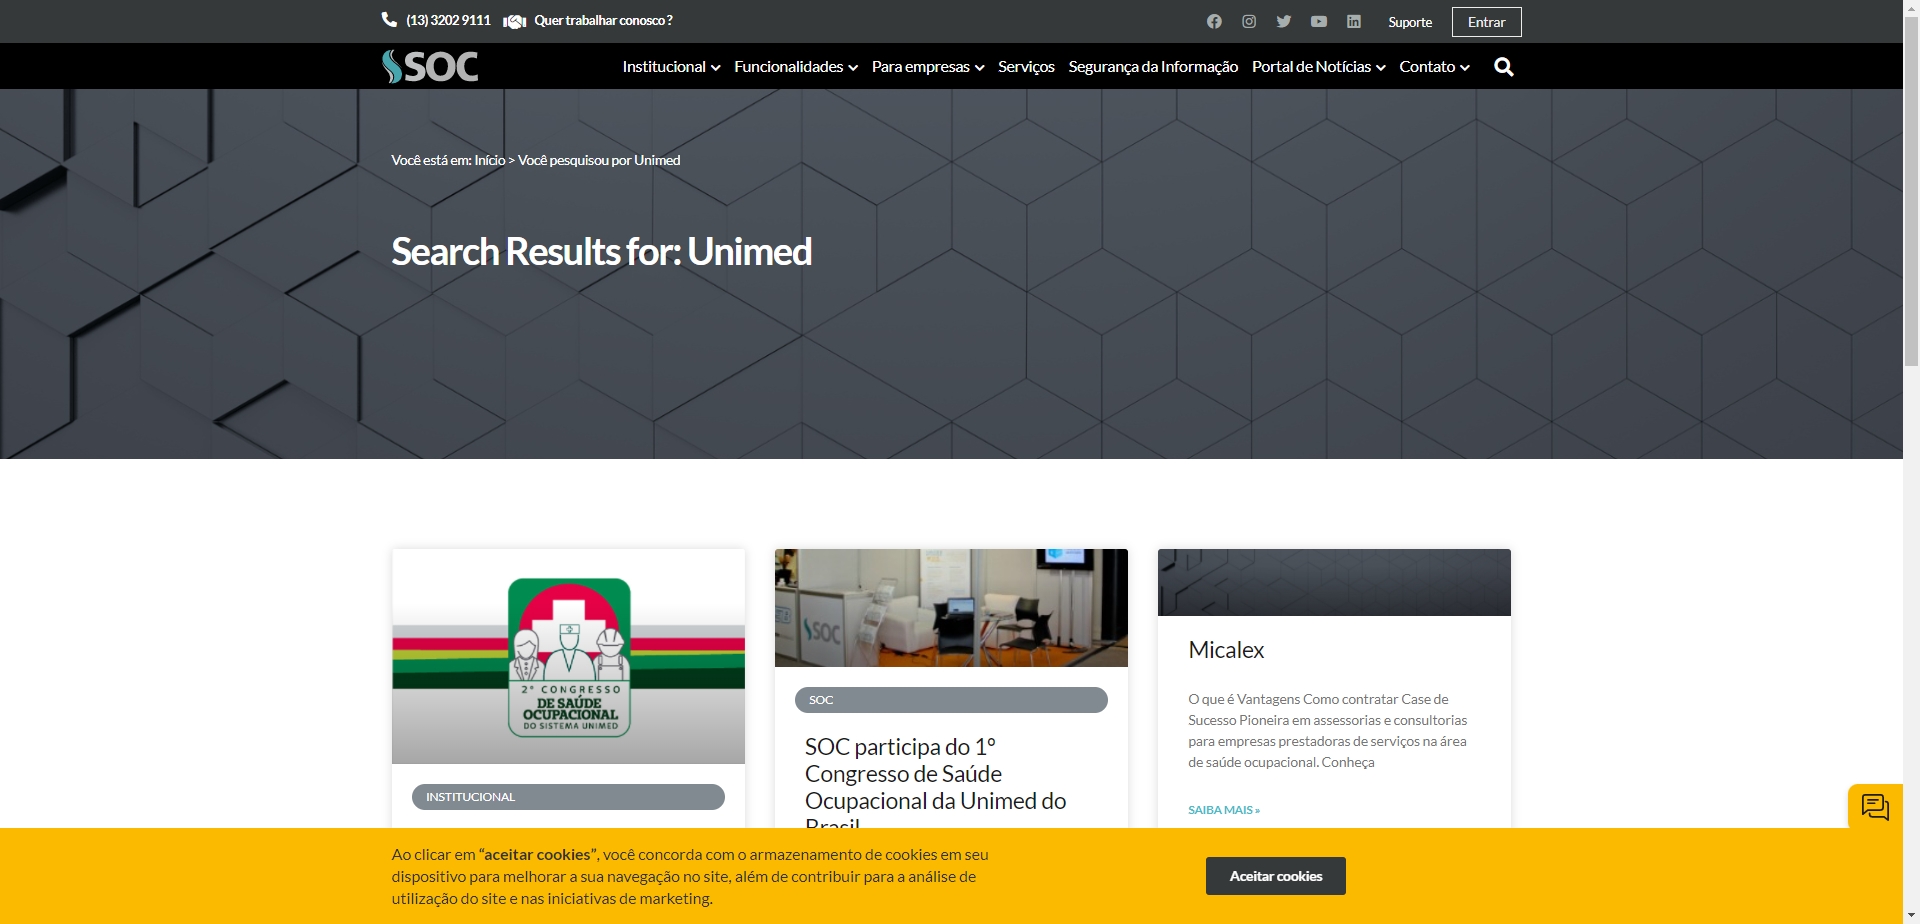 (13) 3202 9111 Quer trabalhar conosco ?
Suporte
Entrar
SOC
Institucional
Funcionalidades
Para empresas
Serviços
Segurança da Informação
Portal de Notícias
Contato
Você está em: Início > Você pesquisou por Unimed
Search Results for: Unimed
2º CONGRESSO
DE SAÚDE
OCUPACIONAL
DO SISTEMA UNIMED
INSTITUCIONAL
SOC
SOC
SOC participa do 1º
Congresso de Saúde
Ocupacional da Unimed do
Brasil
Micalex
O que é Vantagens Como contratar Case de
Sucesso Pioneira em assessorias e consultorias
para empresas prestadoras de serviços na área
de saúde ocupacional. Conheça
SAIBA MAIS »
Ao clicar em “aceitar cookies”, você concorda com o armazenamento de cookies em seu
dispositivo para melhorar a sua navegação no site, além de contribuir para a análise de
utilização do site e nas iniciativas de marketing.
Aceitar cookies